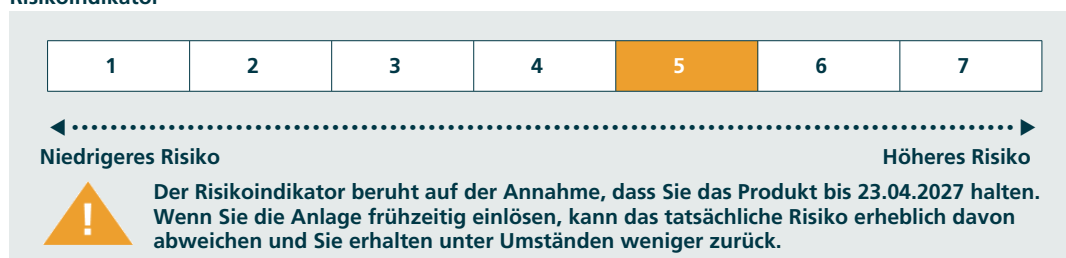 Risikoindikator
1 2 3 4 5 6 7
Niedrigeres Risiko Höheres Risiko
! Der Risikoindikator beruht auf der Annahme, dass Sie das Produkt bis 23.04.2027 halten.
Wenn Sie die Anlage frühzeitig einlösen, kann das tatsächliche Risiko erheblich davon
abweichen und Sie erhalten unter Umständen weniger zurück.